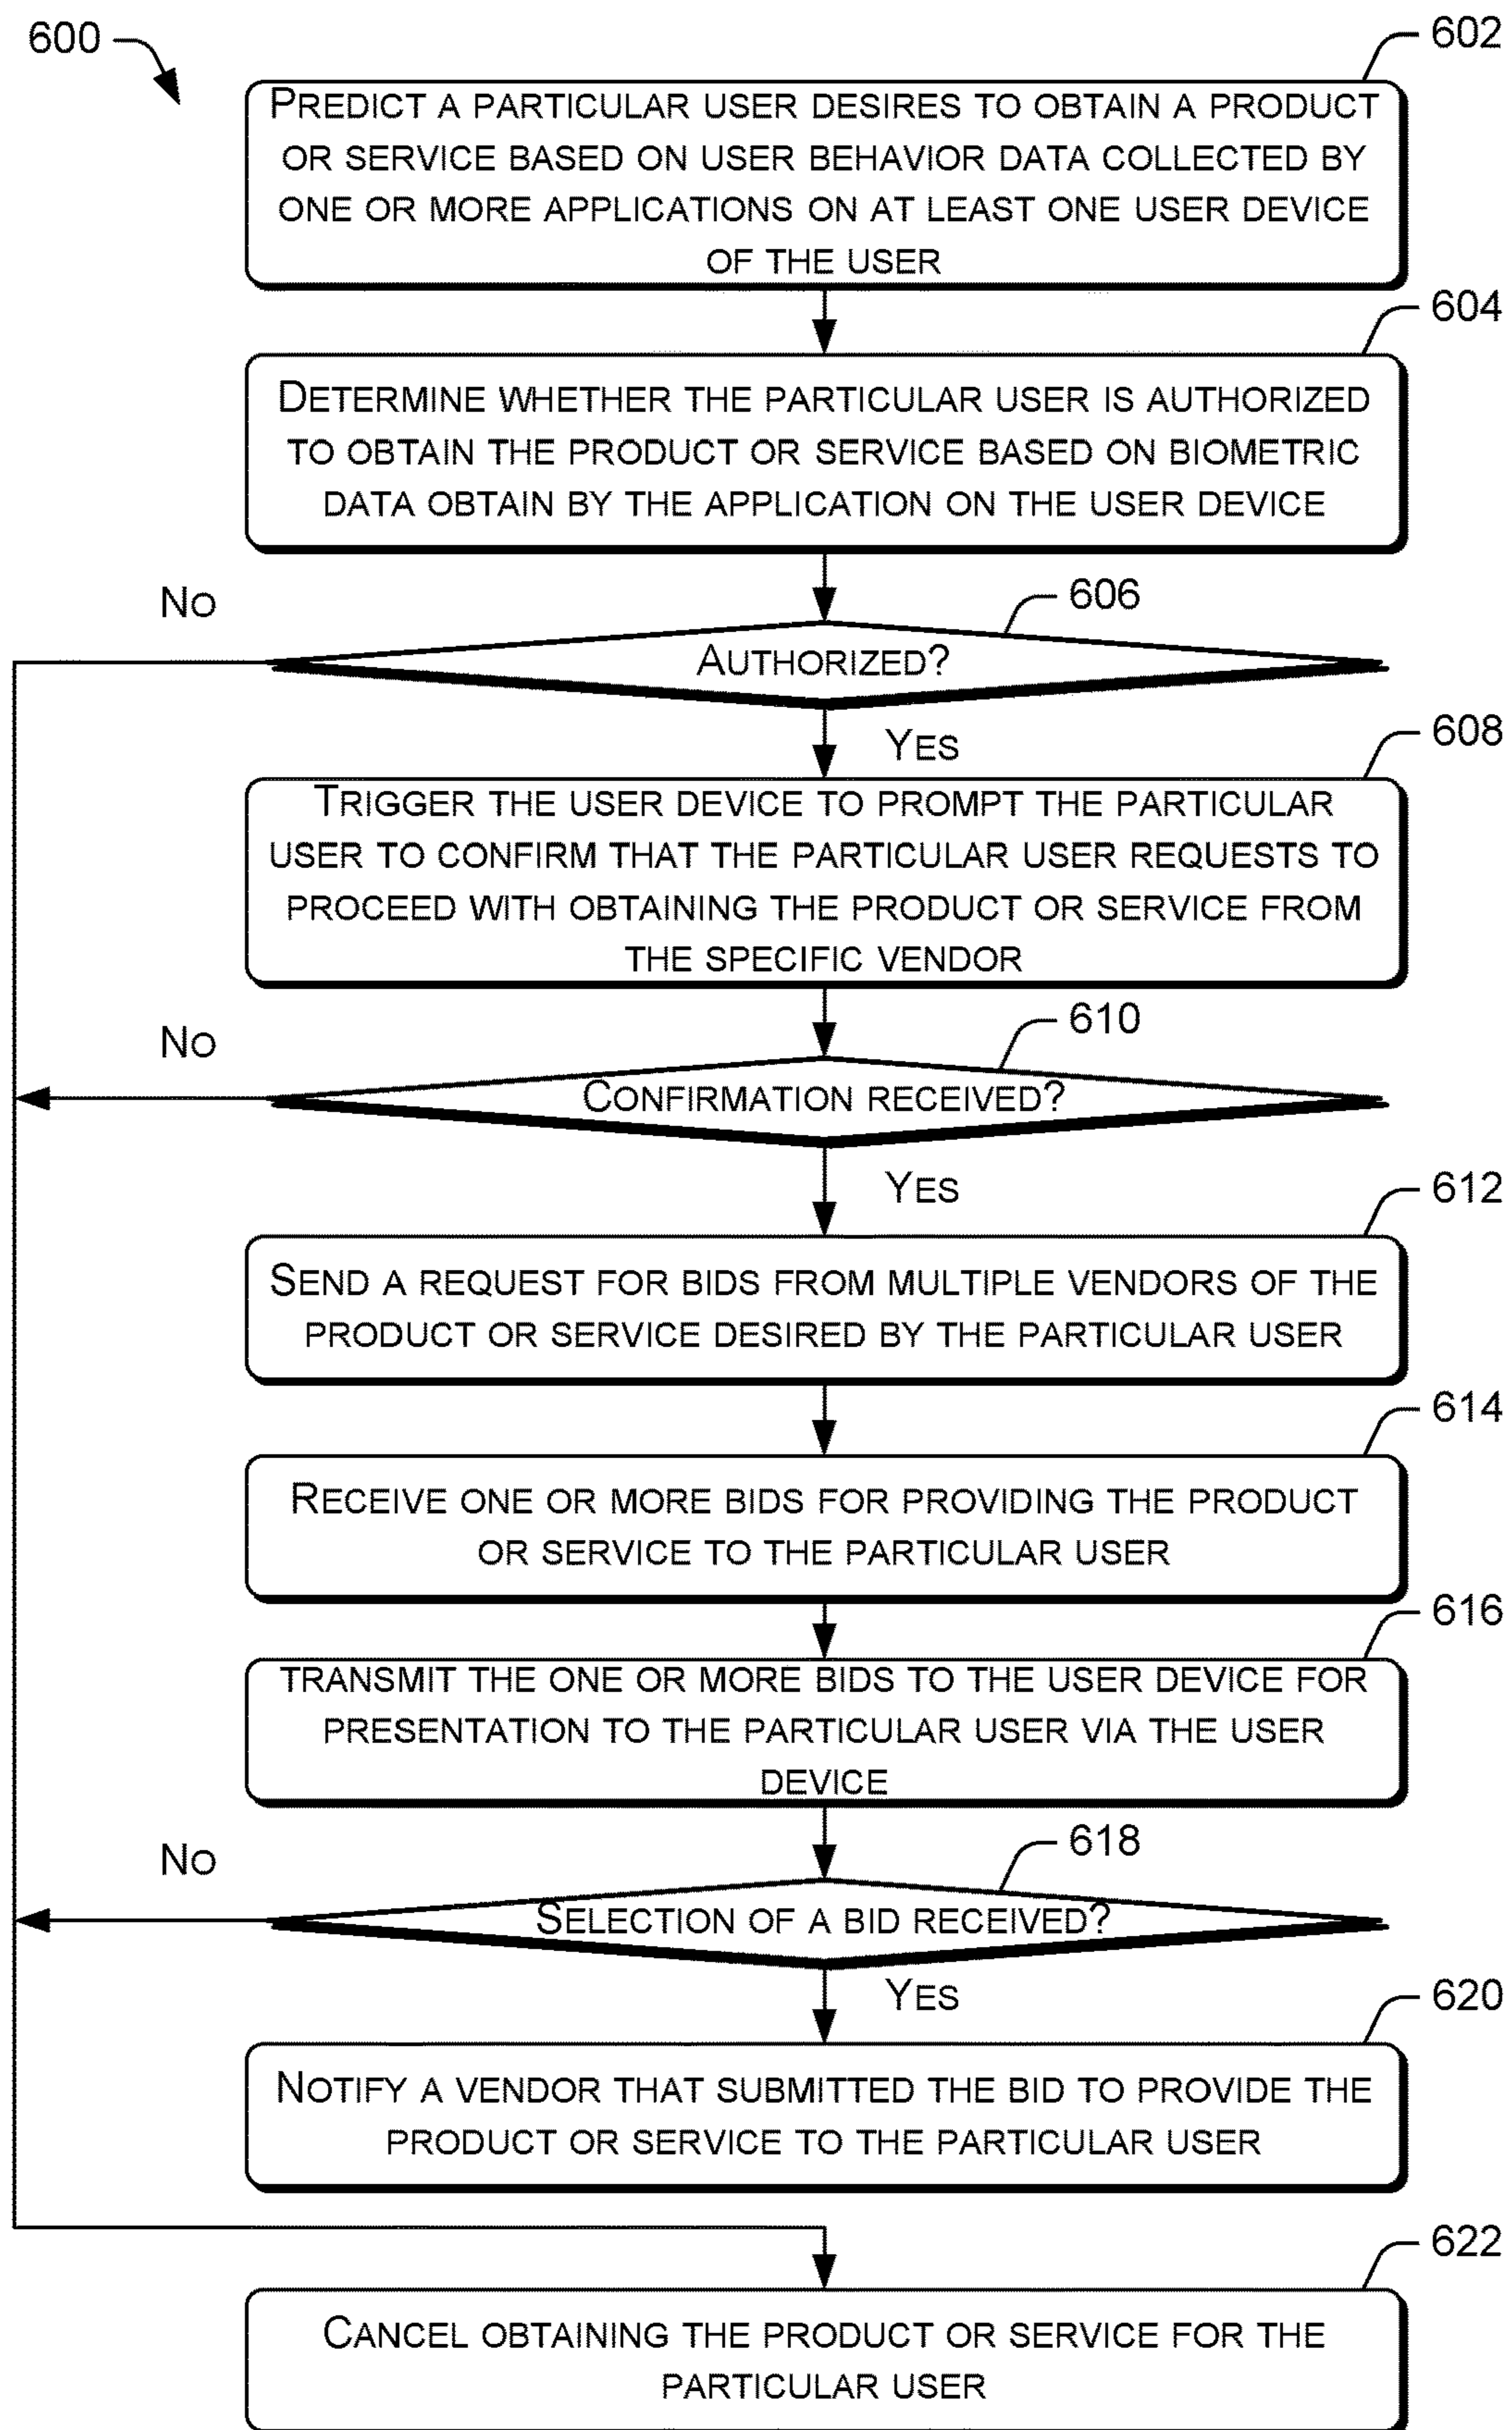 600
602
PREDICT A PARTICULAR USER DESIRES TO OBTAIN A PRODUCT
OR SERVICE BASED ON USER BEHAVIOR DATA COLLECTED BY
ONE OR MORE APPLICATIONS ON AT LEAST ONE USER DEVICE
OF THE USER
604
DETERMINE WHETHER THE PARTICULAR USER IS AUTHORIZED
TO OBTAIN THE PRODUCT OR SERVICE BASED ON BIOMETRIC
DATA OBTAIN BY THE APPLICATION ON THE USER DEVICE
NO
606
AUTHORIZED?
YES
608
TRIGGER THE USER DEVICE TO PROMPT THE PARTICULAR
USER TO CONFIRM THAT THE PARTICULAR USER REQUESTS TO
PROCEED WITH OBTAINING THE PRODUCT OR SERVICE FROM
THE SPECIFIC VENDOR
NO
610
CONFIRMATION RECEIVED?
YES
612
SEND A REQUEST FOR BIDS FROM MULTIPLE VENDORS OF THE
PRODUCT OR SERVICE DESIRED BY THE PARTICULAR USER
614
RECEIVE ONE OR MORE BIDS FOR PROVIDING THE PRODUCT
OR SERVICE TO THE PARTICULAR USER
616
TRANSMIT THE ONE OR MORE BIDS TO THE USER DEVICE FOR
PRESENTATION TO THE PARTICULAR USER VIA THE USER
DEVICE
NO
618
SELECTION OF A BID RECEIVED?
YES
620
NOTIFY A VENDOR THAT SUBMITTED THE BID TO PROVIDE THE
PRODUCT OR SERVICE TO THE PARTICULAR USER
622
CANCEL OBTAINING THE PRODUCT OR SERVICE FOR THE
PARTICULAR USER